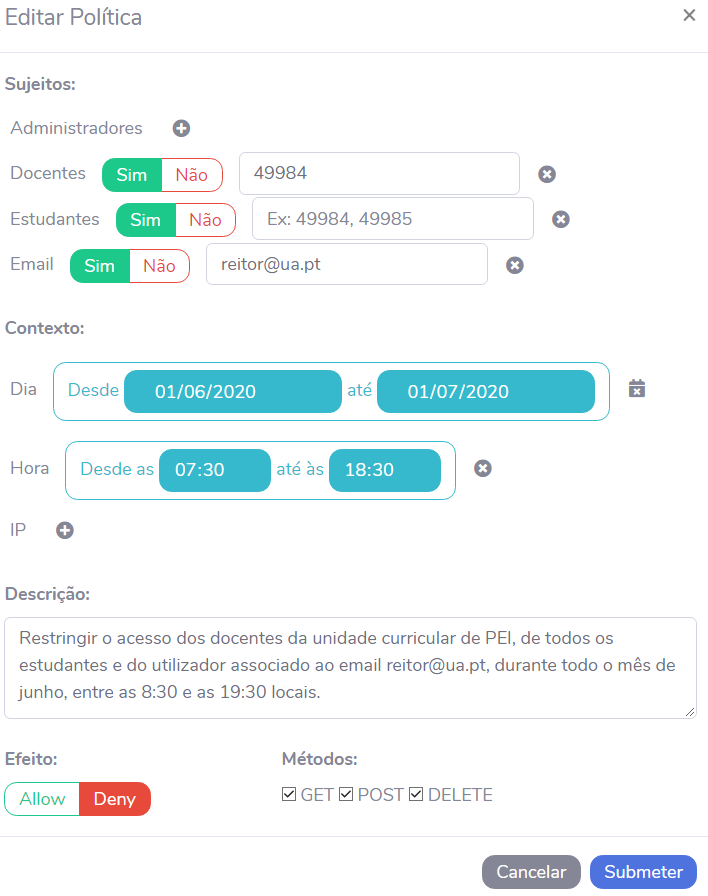 Editar Política
Sujeitos:
Administradores
Docentes Sim Não 49984
Estudantes Sim Não Ex: 49984, 49985
Email Sim Não reitor@ua.pt
Contexto:
Dia Desde 01/06/2020 até 01/07/2020
Hora Desde as 07:30 até às 18:30
IP
Descrição:
Restringir o acesso dos docentes da unidade curricular de PEI, de todos os
estudantes e do utilizador associado ao email reitor@ua.pt, durante todo o mês de
junho, entre as 8:30 e as 19:30 locais.
Efeito: Métodos:
Allow Deny GET POST DELETE
Cancelar Submeter